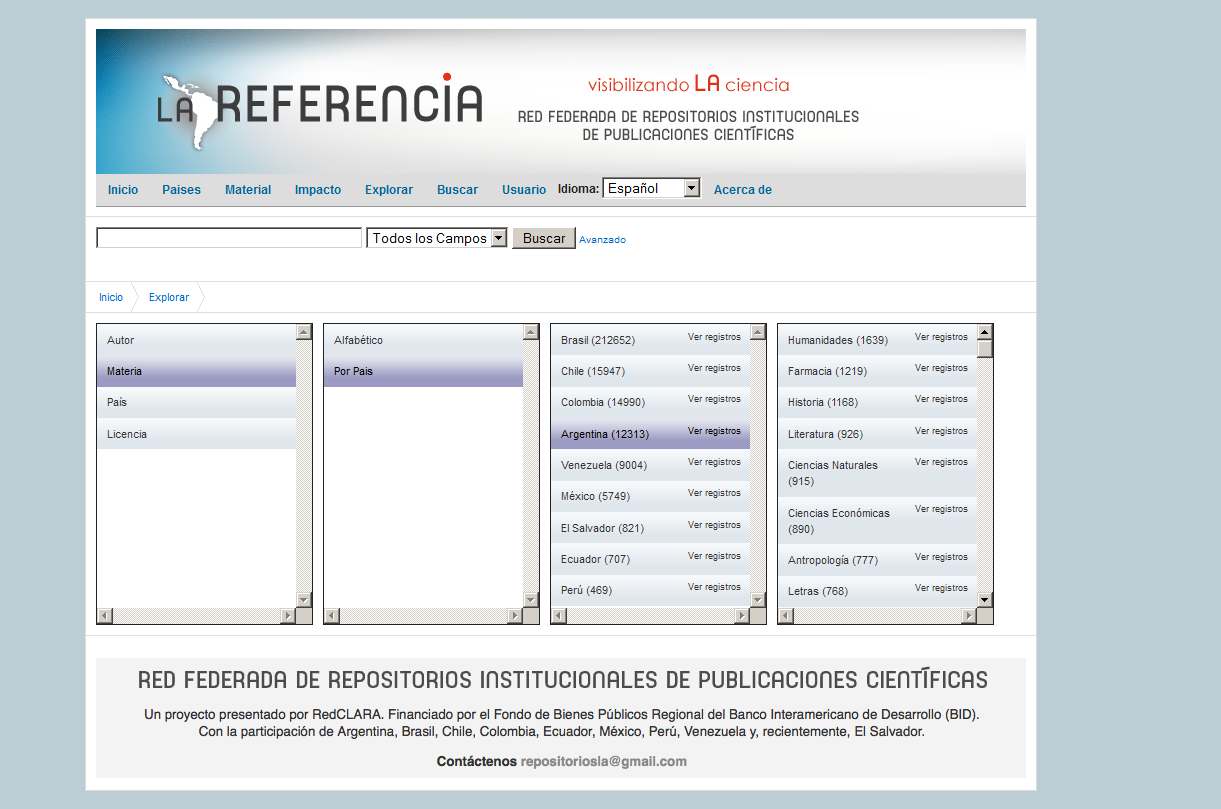 LA REFERENCIA
visibilizando LA ciencia
RED FEDERADA DE REPOSITORIOS INSTITUCIONALES
DE PUBLICACIONES CIENTÍFICAS
Inicio Paises Material Impacto Explorar Buscar Usuario Idioma: Español Acerca de
Todos los Campos Buscar Avanzado
Inicio Explorar
Autor
Materia
País
Licencia
Alfabético
Por Pais
Brasil (212652) Ver registros
Chile (15947) Ver registros
Colombia (14990) Ver registros
Argentina (12313) Ver registros
Venezuela (9004) Ver registros
México (5749) Ver registros
El Salvador (821) Ver registros
Ecuador (707) Ver registros
Perú (469) Ver registros
Humanidades (1639) Ver registros
Farmacia (1219) Ver registros
Historia (1168) Ver registros
Literatura (926) Ver registros
Ciencias Naturales Ver registros
(915)
Ciencias Económicas Ver registros
(890)
Antropología (777) Ver registros
Letras (768) Ver registros
RED FEDERADA DE REPOSITORIOS INSTITUCIONALES DE PUBLICACIONES CIENTÍFICAS
Un proyecto presentado por RedCLARA. Financiado por el Fondo de Bienes Públicos Regional del Banco Interamericano de Desarrollo (BID).
Con la participación de Argentina, Brasil, Chile, Colombia, Ecuador, México, Perú, Venezuela y, recientemente, El Salvador.
Contáctenos repositoriosla@gmail.com